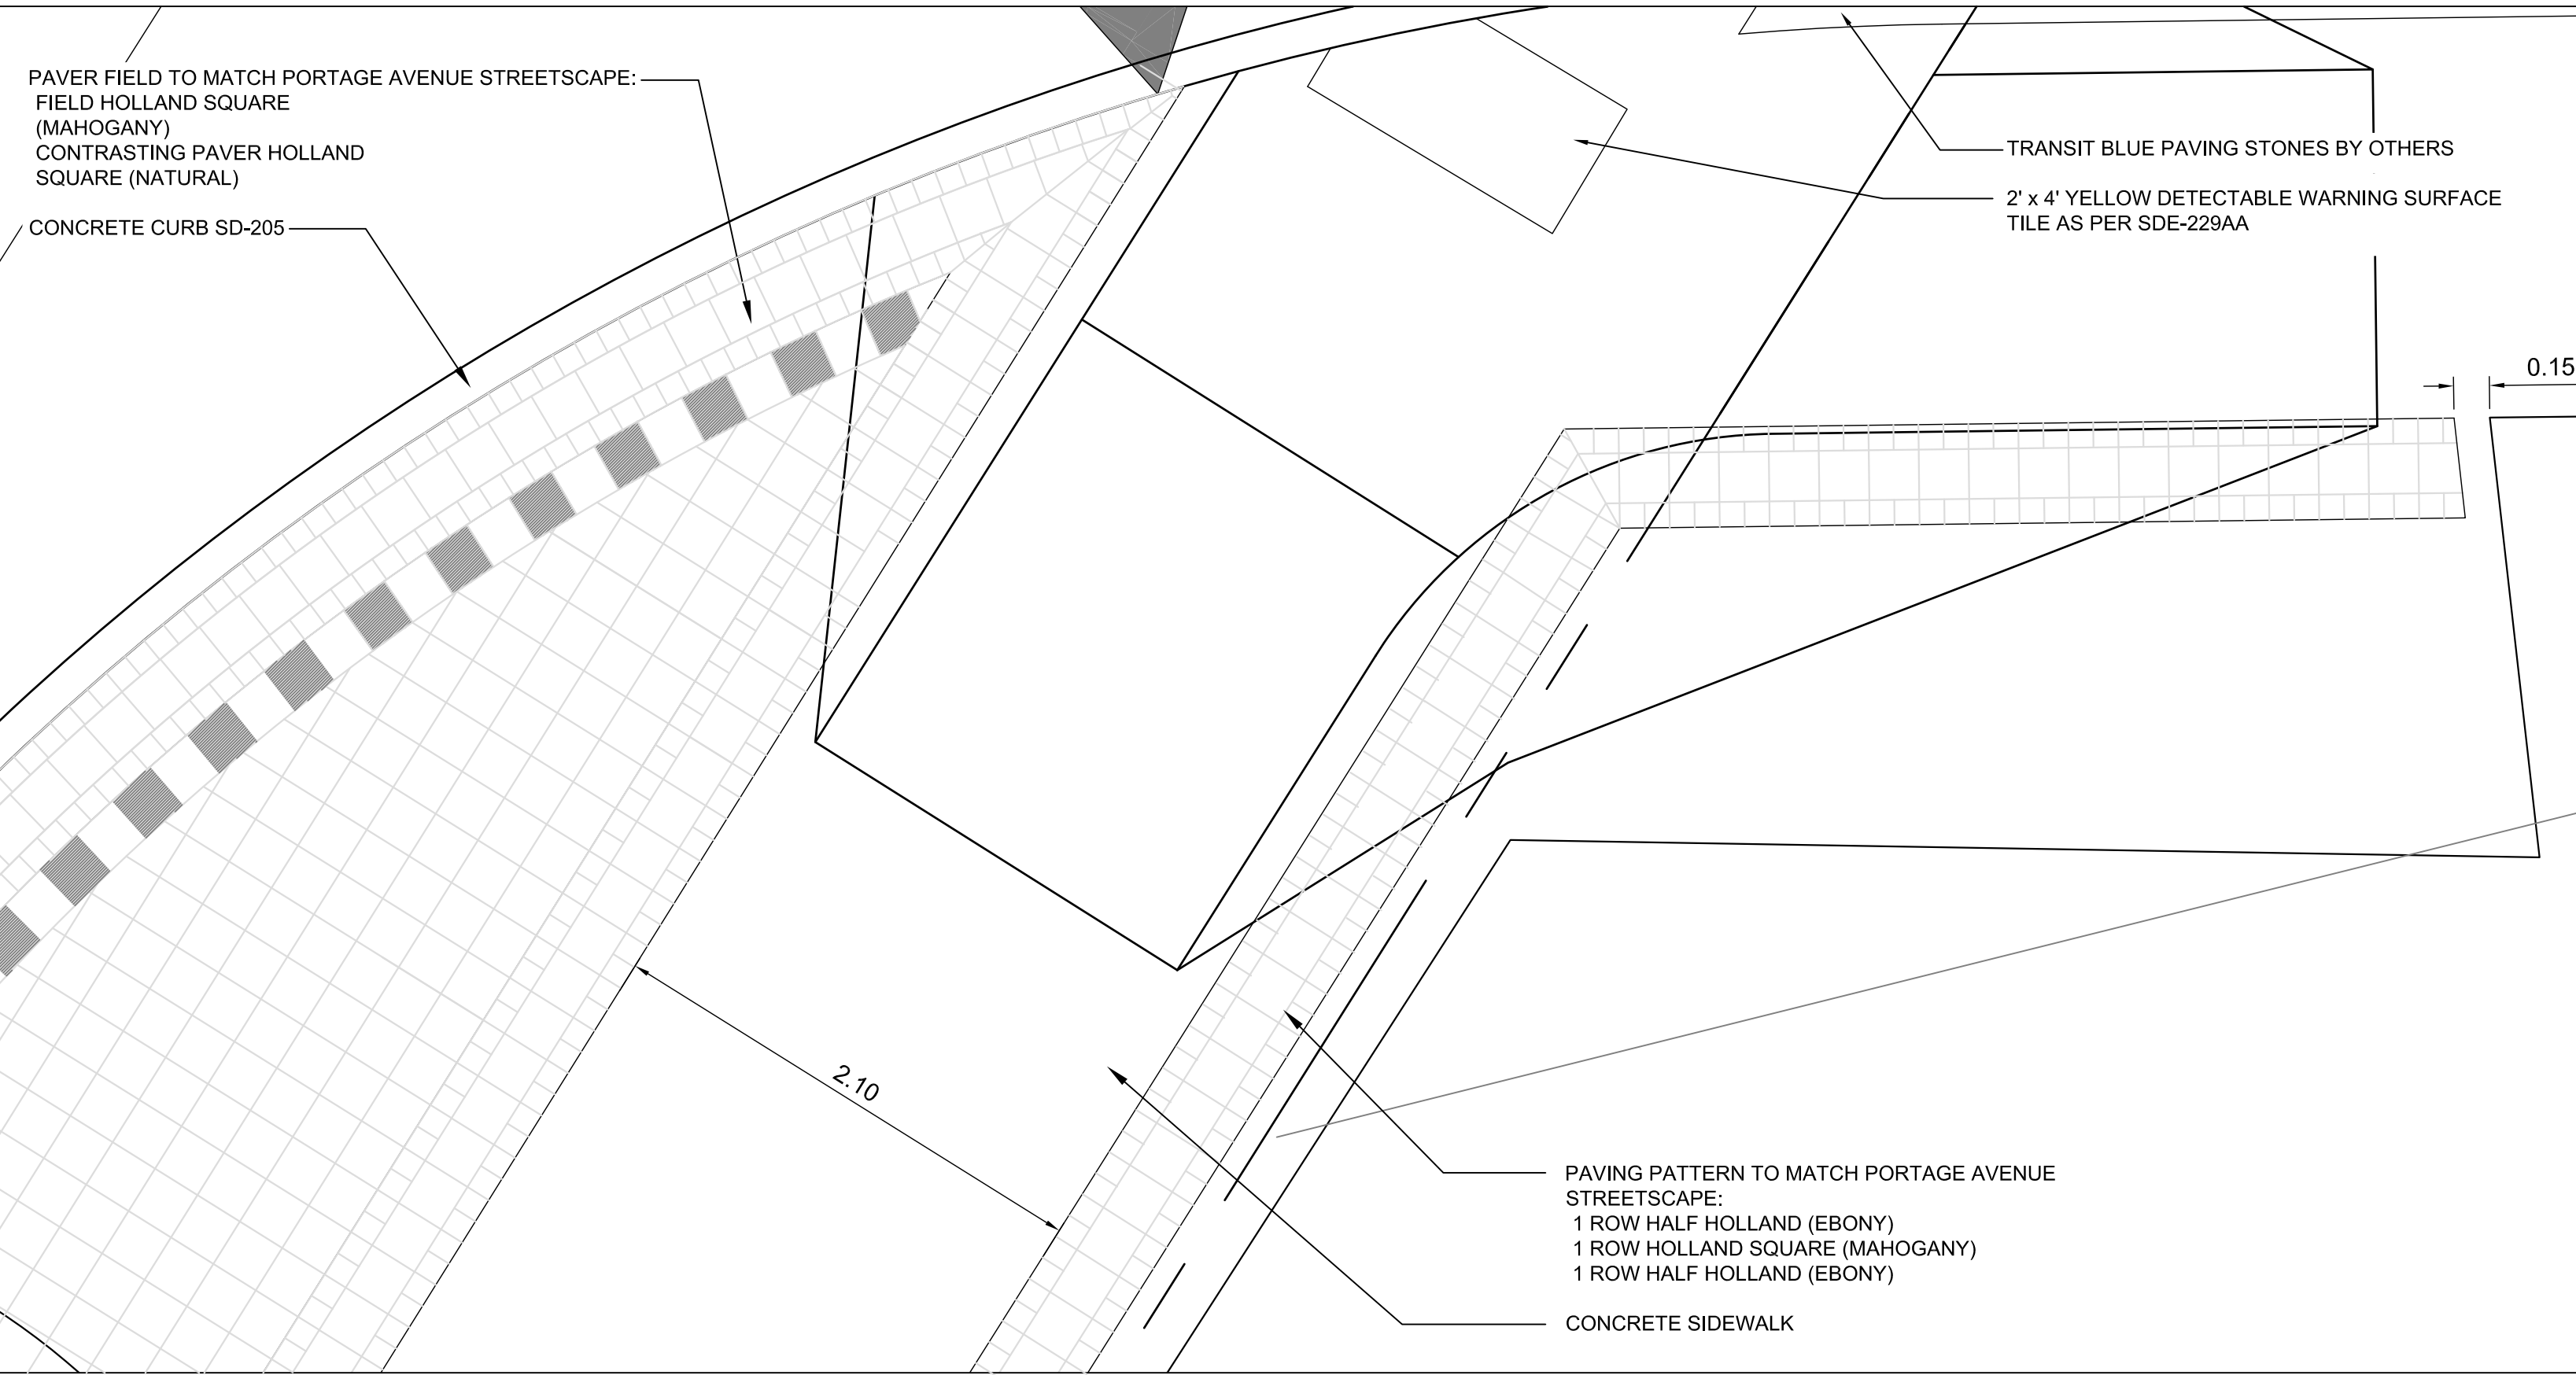 PAVER FIELD TO MATCH PORTAGE AVENUE STREETSCAPE:
FIELD HOLLAND SQUARE
(MAHOGANY)
CONTRASTING PAVER HOLLAND
SQUARE (NATURAL)
CONCRETE CURB SD-205
TRANSIT BLUE PAVING STONES BY OTHERS
2' x 4' YELLOW DETECTABLE WARNING SURFACE
TILE AS PER SDE-229AA
0.15
2.10
PAVING PATTERN TO MATCH PORTAGE AVENUE
STREETSCAPE:
1 ROW HALF HOLLAND (EBONY)
1 ROW HOLLAND SQUARE (MAHOGANY)
1 ROW HALF HOLLAND (EBONY)
CONCRETE SIDEWALK